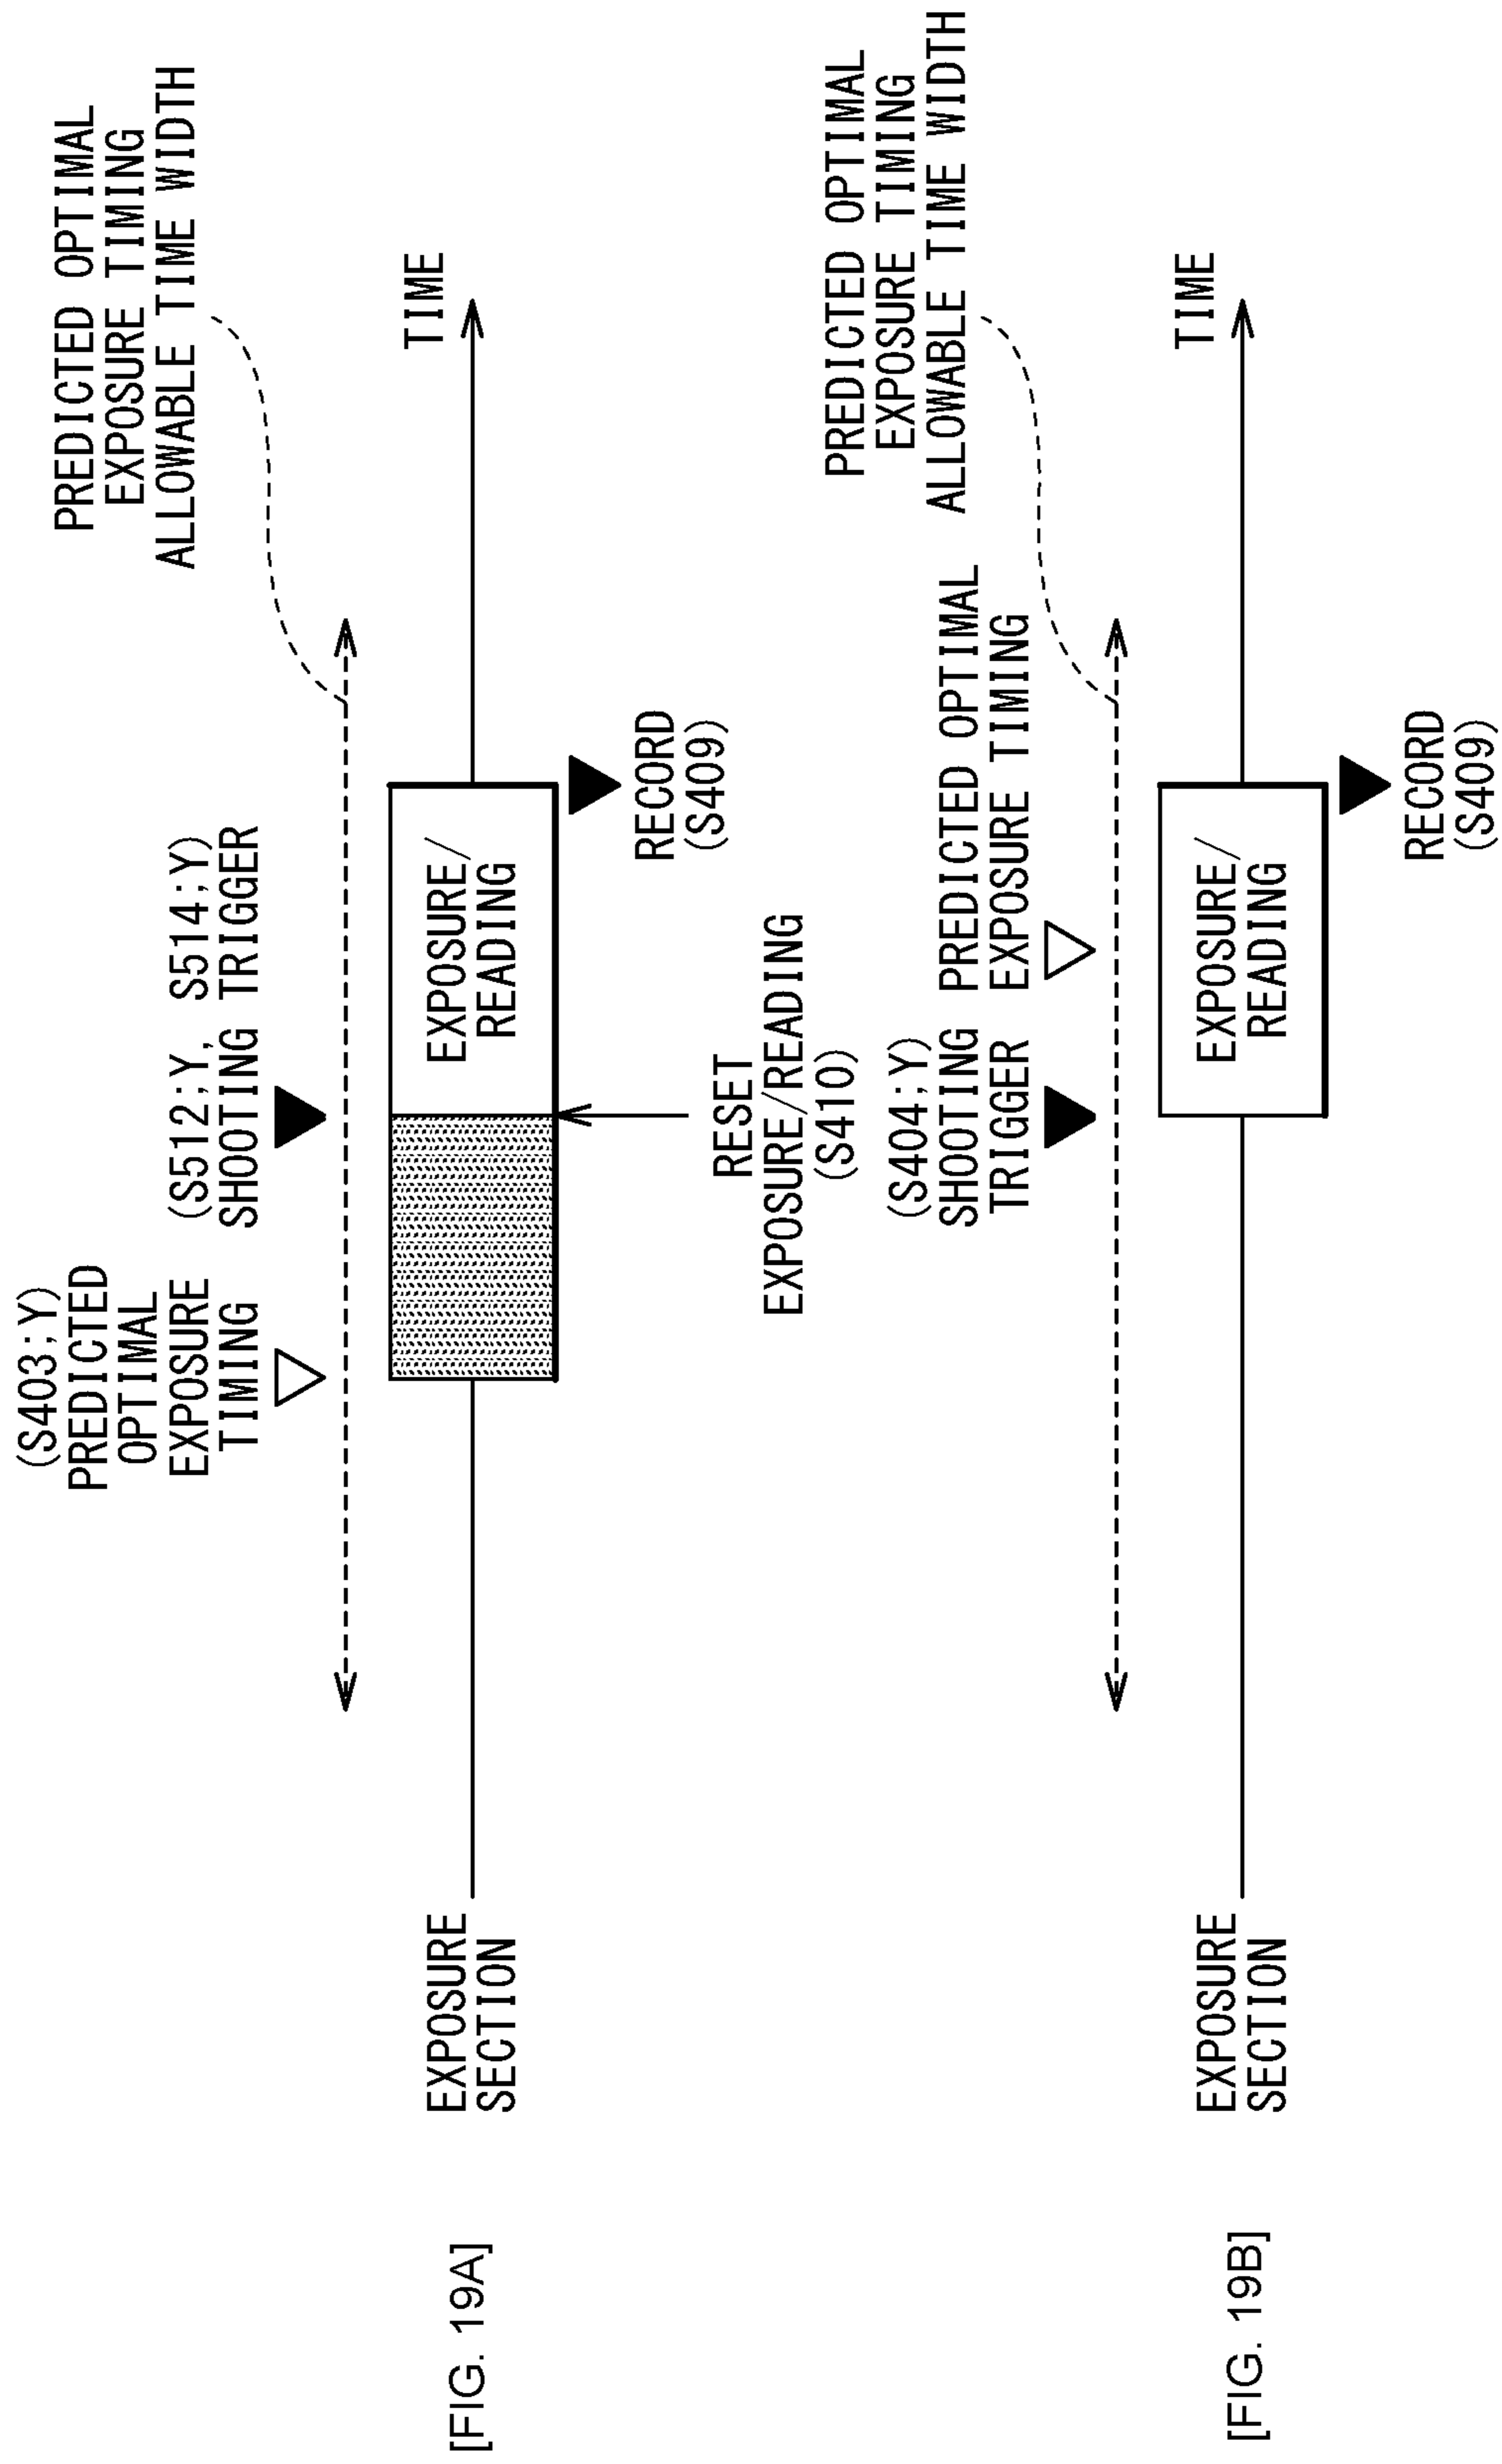 [FIG. 19A]
(S403;Y)
PREDICTED
OPTIMAL
EXPOSURE
TIMING
(S512;Y, S514;Y)
SHOOTING TRIGGER
PREDICTED OPTIMAL
EXPOSURE TIMING
ALLOWABLE TIME WIDTH
TIME
EXPOSURE
SECTION
EXPOSURE/
READING
RESET
EXPOSURE/READING
(S410)
RECORD
(S409)
[FIG. 19B]
(S404;Y)
SHOOTING
TRIGGER
PREDICTED OPTIMAL
EXPOSURE TIMING
PREDICTED OPTIMAL
EXPOSURE TIMING
ALLOWABLE TIME WIDTH
TIME
EXPOSURE
SECTION
EXPOSURE/
READING
RECORD
(S409)